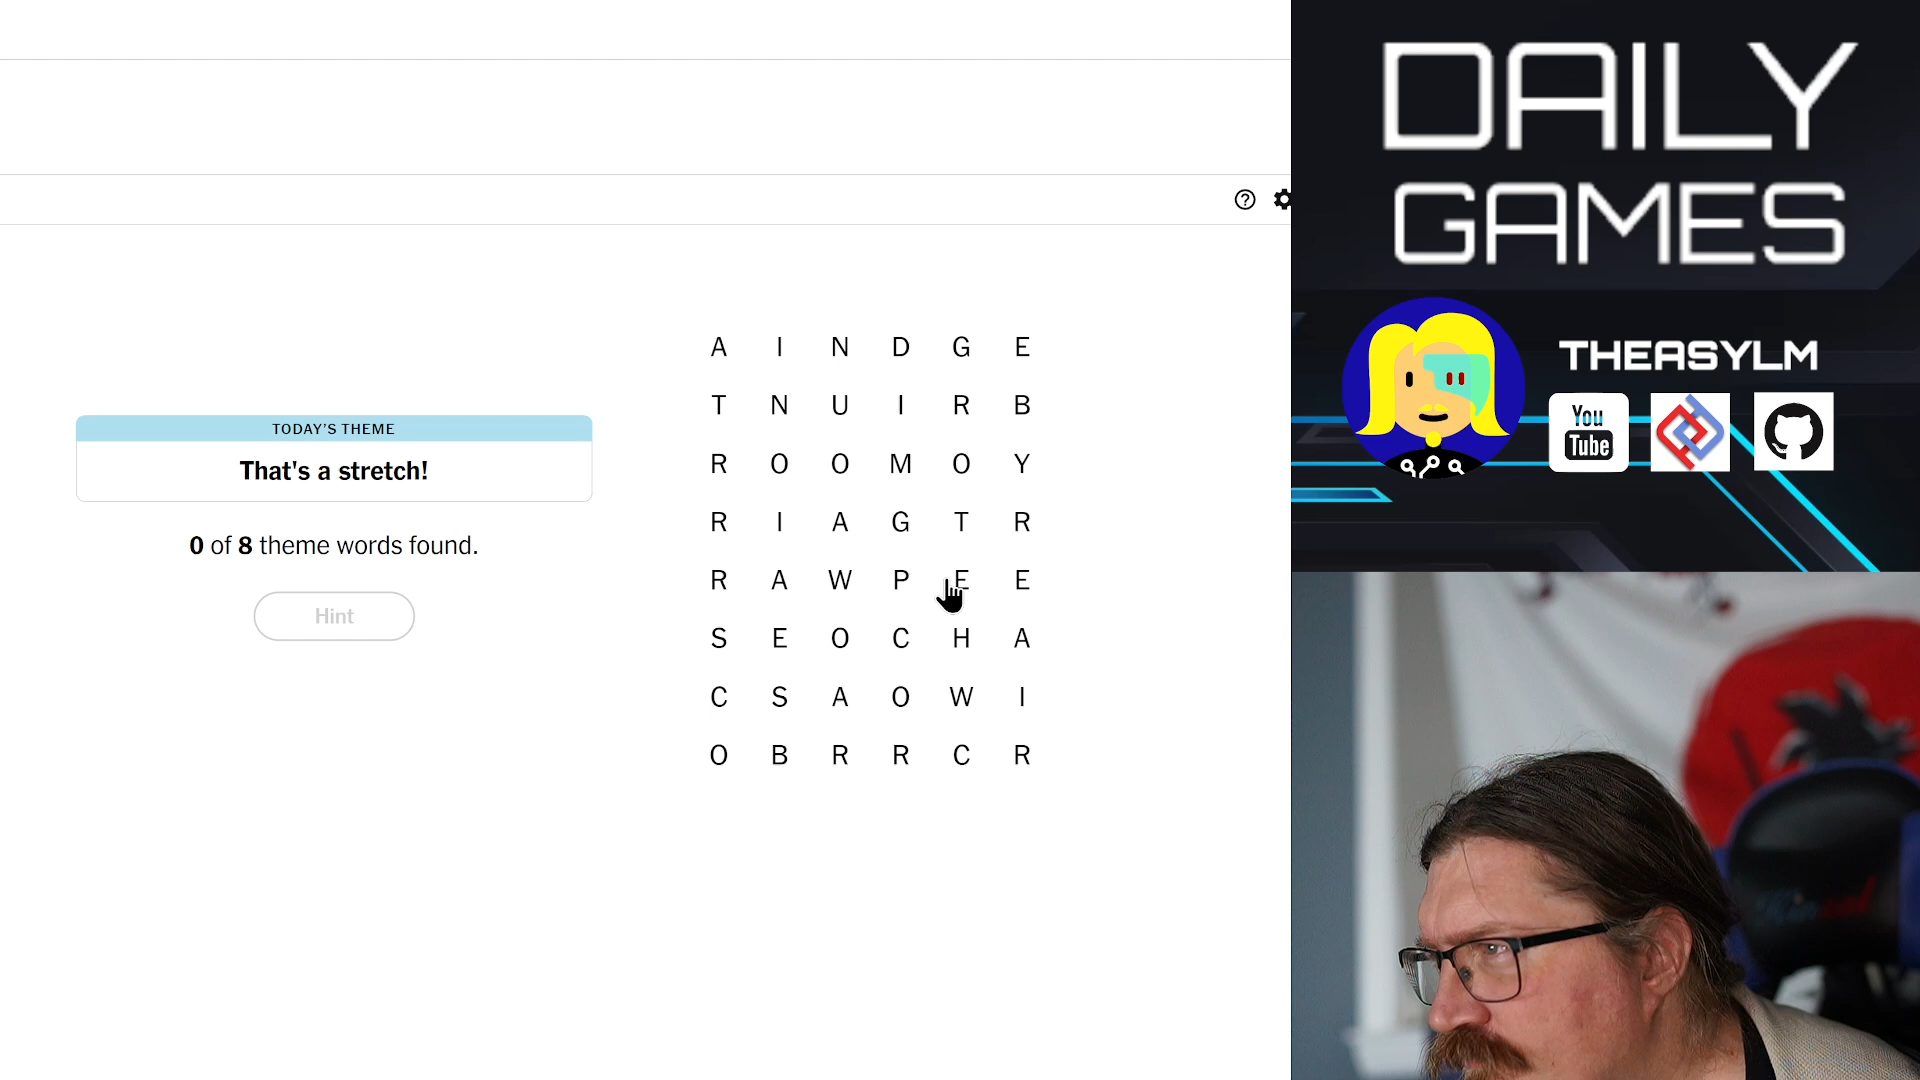 DAILY
GAMES
THEASYLM
You
Tube
TODAY'S THEME
That's a stretch!
0 of 8 theme words found.
Hint
A I N D G E
T N U I R B
R O O M O Y
R I A G T R
R A W P E E
S E O C H A
C S A O W I
O B R R C R